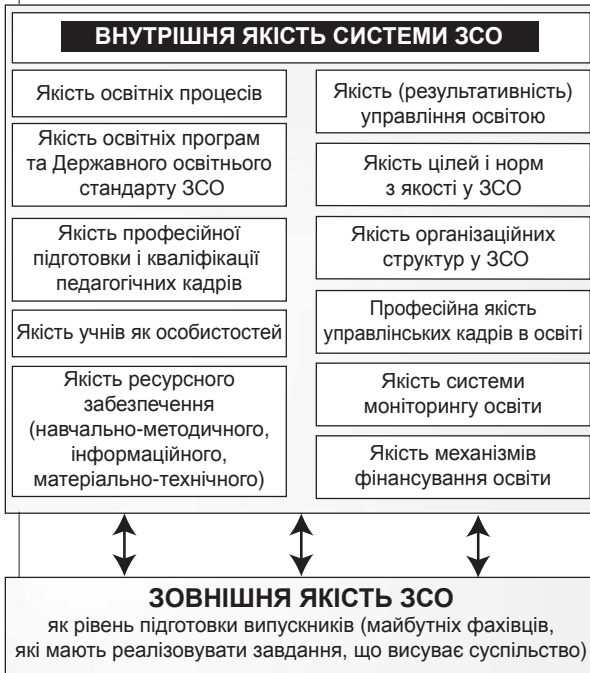 ВНУТРІШНЯ ЯКІСТЬ СИСТЕМИ ЗСО
Якість освітніх процесів
Якість освітніх програм
та Державного освітнього
стандарту ЗСО
Якість професійної
підготовки і кваліфікації
педагогічних кадрів
Якість учнів як особистостей
Якість ресурсного
забезпечення
(навчально-методичного,
інформаційного,
матеріально-технічного)
Якість (результативність)
управління освітою
Якість цілей і норм
з якості у ЗСО
Якість організаційних
структур у ЗСО
Професійна якість
управлінських кадрів в освіті
Якість системи
моніторингу освіти
Якість механізмів
фінансування освіти
ЗОВНІШНЯ ЯКІСТЬ ЗСО
як рівень підготовки випускників (майбутніх фахівців,
які мають реалізовувати завдання, що висуває суспільство)